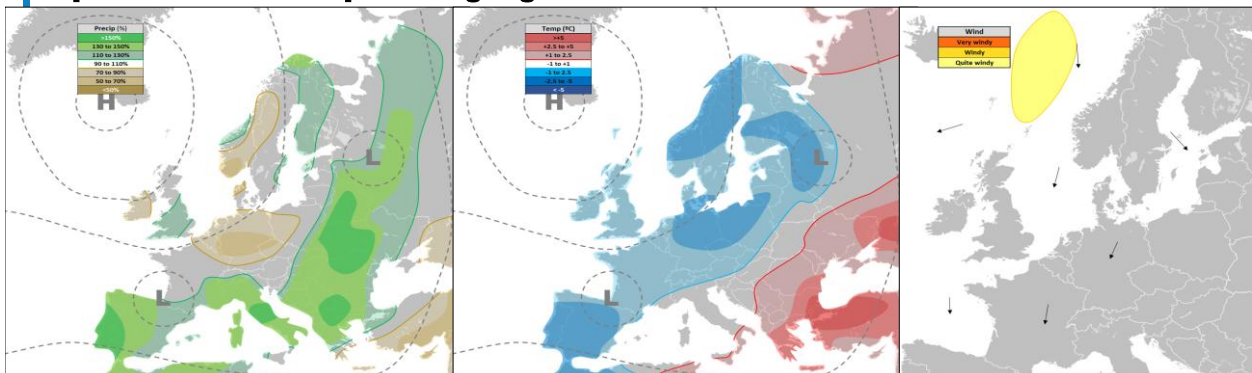 Precip (%)
>150%
130 to 150%
110 to 130%
90 to 110%
70 to 90%
50 to 70%
<50%
H
L
L
Temp (ºC)
>+5
+2.5 to +5
+1 to 2.5
-1 to +1
-1 to 2.5
-2.5 to -5
< -5
H
L
L
Wind
Very windy
Windy
Quite windy